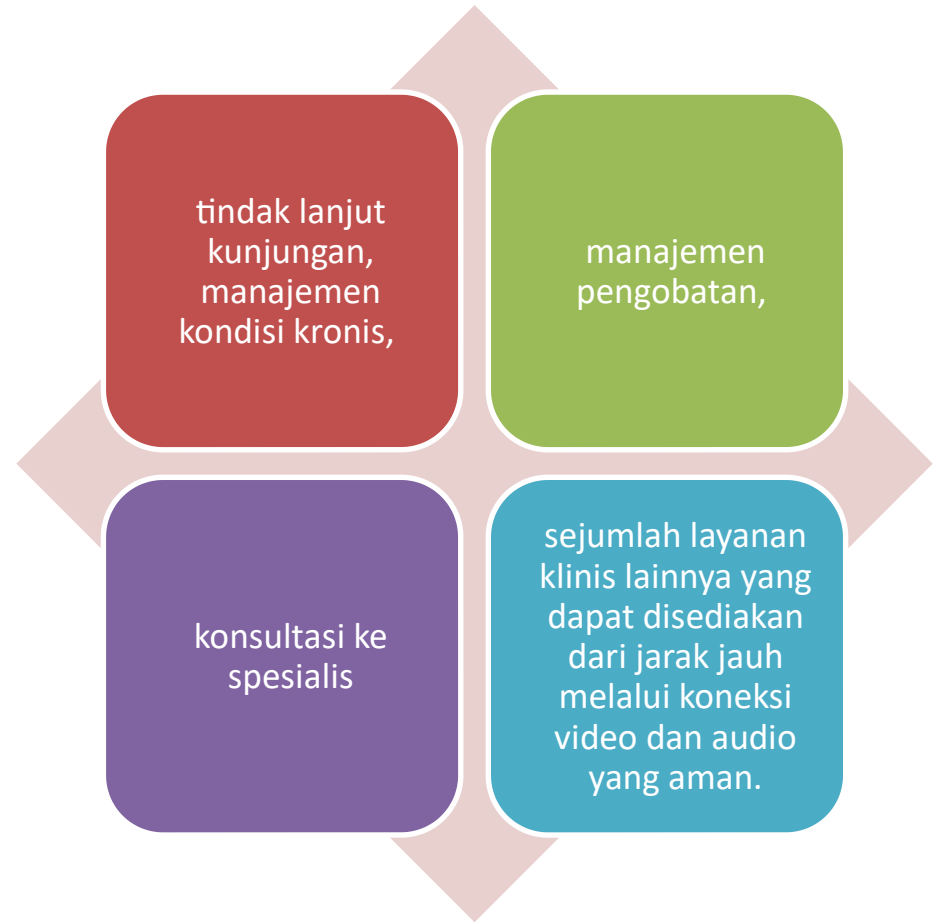 tindak lanjut
kunjungan,
manajemen
kondisi kronis,
manajemen
pengobatan,
konsultasi ke
spesialis
sejumlah layanan
klinis lainnya yang
dapat disediakan
dari jarak jauh
melalui koneksi
video dan audio
yang aman.